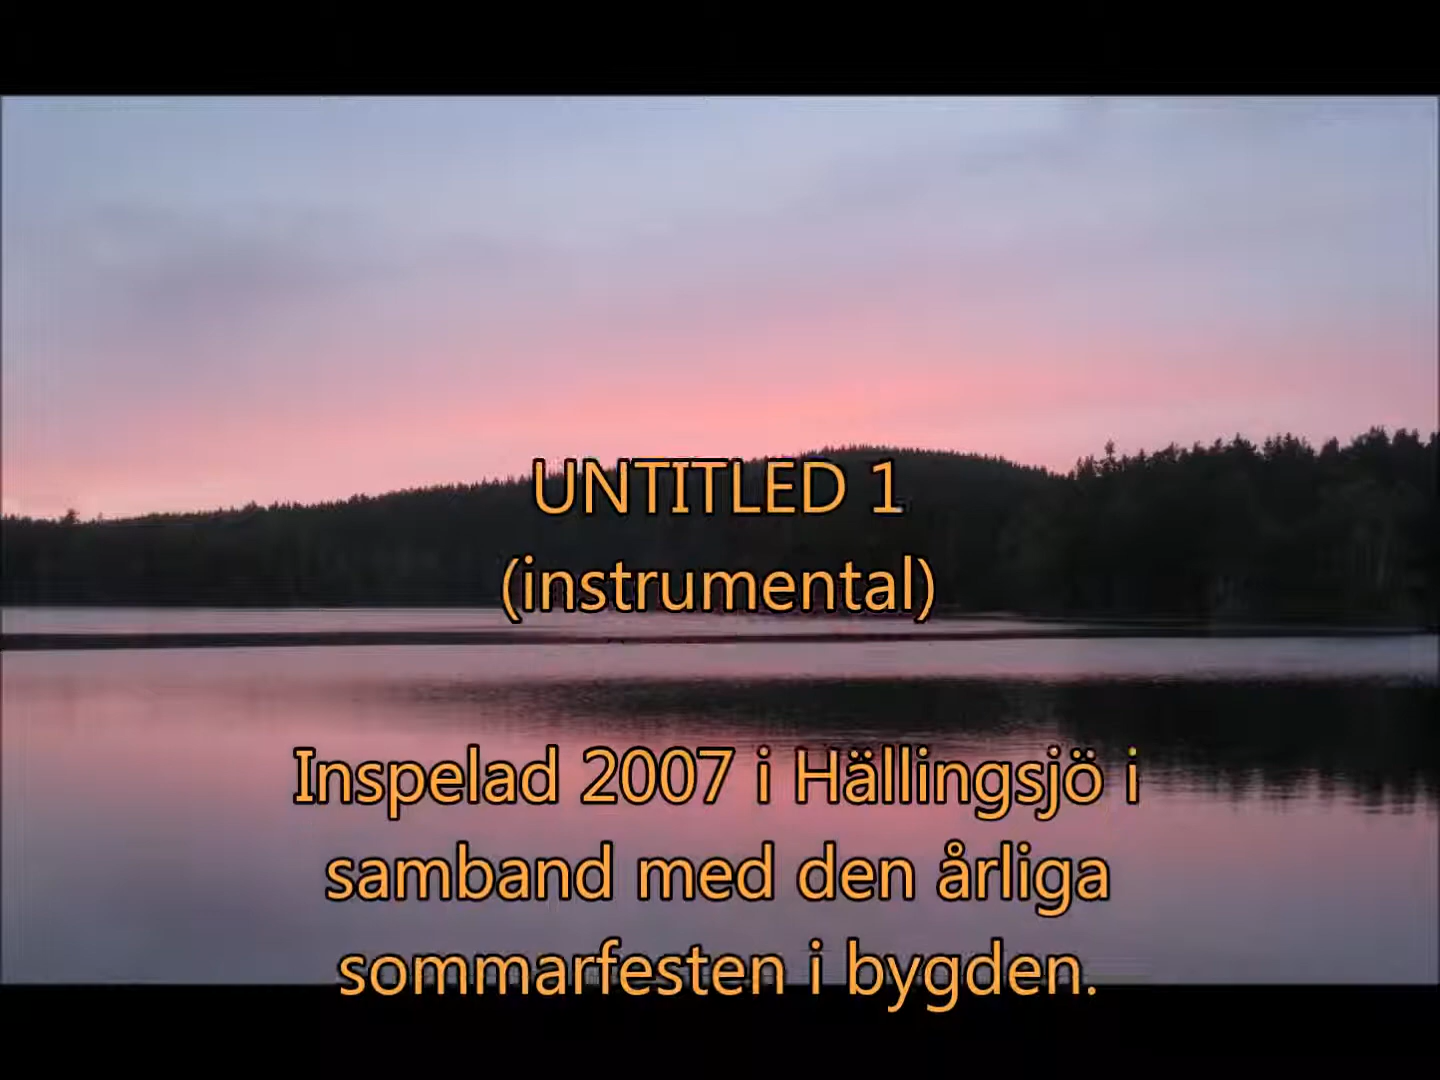 UNTITLED 1
(instrumental)
Inspelad 2007 i Hällingsjö i
samband med den årliga
sommarfesten i bygden.